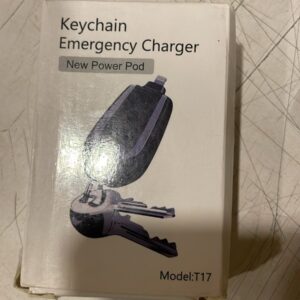 Keychain
Emergency Charger
New Power Pod
Model:T17